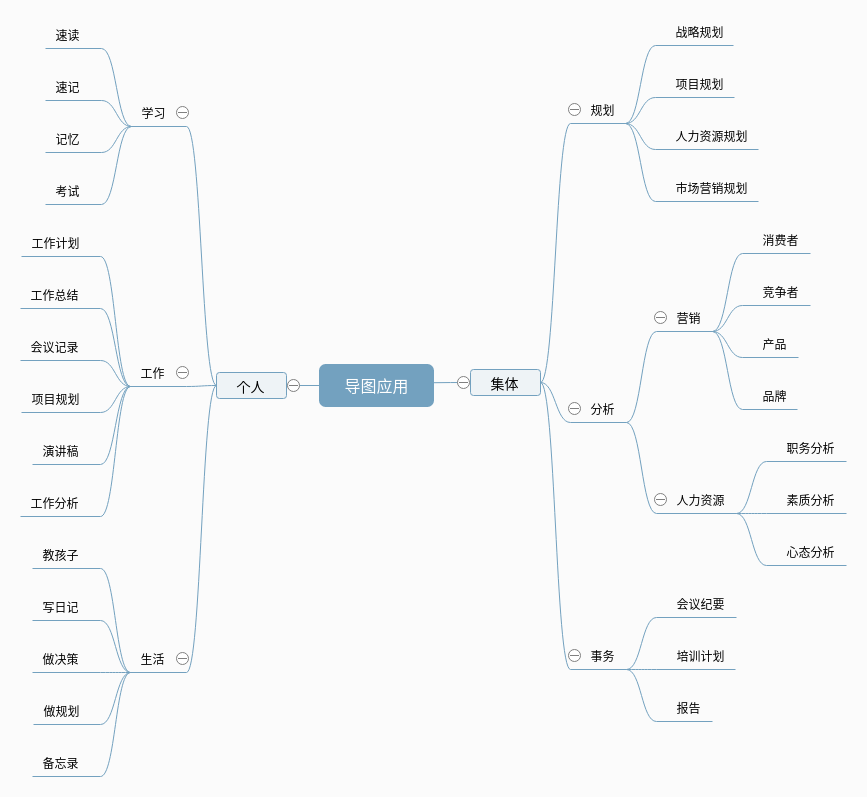 导图应用
个人
学习
速读
速记
记忆
考试
工作
工作计划
工作总结
会议记录
项目规划
演讲稿
工作分析
生活
教孩子
写日记
做决策
做规划
备忘录
集体
规划
战略规划
项目规划
人力资源规划
市场营销规划
分析
营销
消费者
竞争者
产品
品牌
人力资源
职务分析
素质分析
心态分析
事务
会议纪要
培训计划
报告